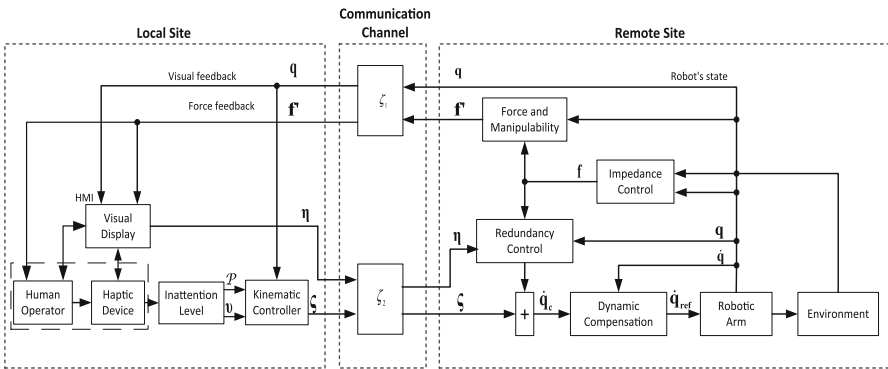 Communication
Channel
Local Site
Remote Site
Visual feedback
q
q
Robot's state
ζ₁
Force feedback
f'
f'
Force and
Manipulability
f
Impedance
Control
HMI
Visual
Display
η
η
Redundancy
Control
q
q̇
Human
Operator
Haptic
Device
Inattention
Level
𝒫
υ
Kinematic
Controller
ς
ζ₂
ς
+
q̇c
Dynamic
Compensation
q̇ref
Robotic
Arm
Environment